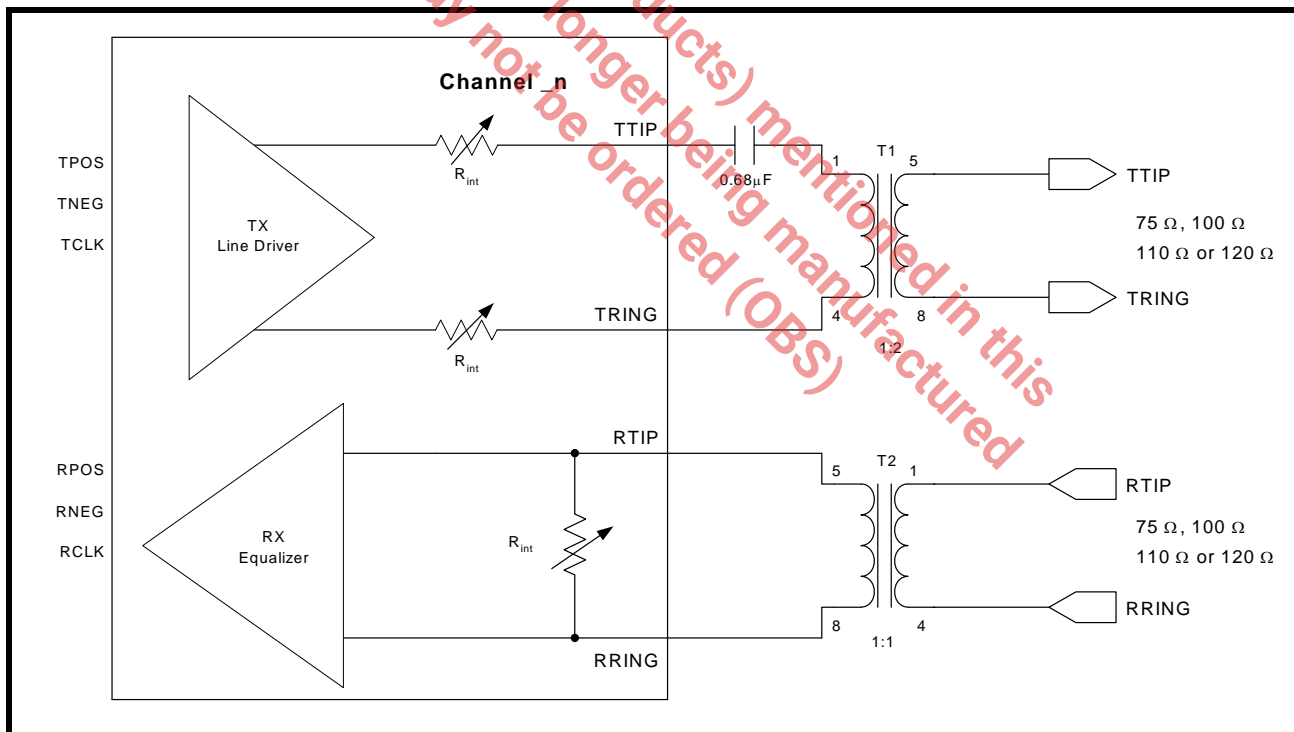 Channel _n
TPOS
TNEG
TCLK
TX
Line Driver
R int
R int
TTIP
TRING
0.68µF
1
4
T1
5
8
1:2
TTIP
75 Ω, 100 Ω
110 Ω or 120 Ω
TRING
RPOS
RNEG
RCLK
RX
Equalizer
R int
RTIP
RRING
5
8
T2
1
4
1:1
RTIP
75 Ω, 100 Ω
110 Ω or 120 Ω
RRING
ducts) mentioned in this
longer being manufactured
y not be ordered (OBS)